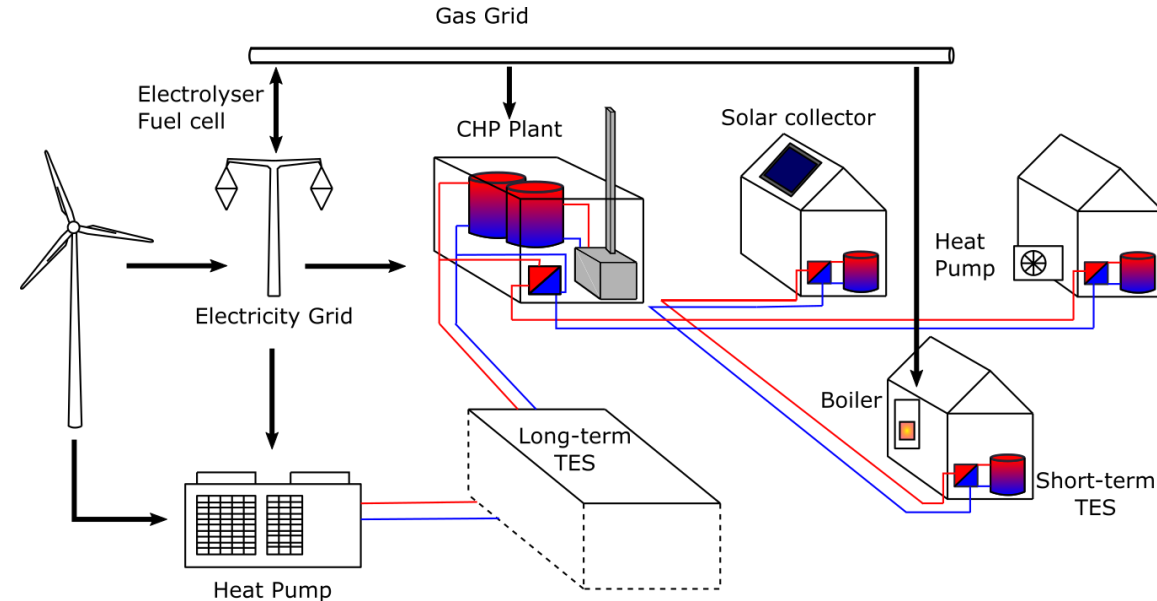 Gas Grid
Electrolyser
Fuel cell
CHP Plant
Solar collector
Heat
Pump
Electricity Grid
Boiler
Long-term
TES
Short-term
TES
Heat Pump